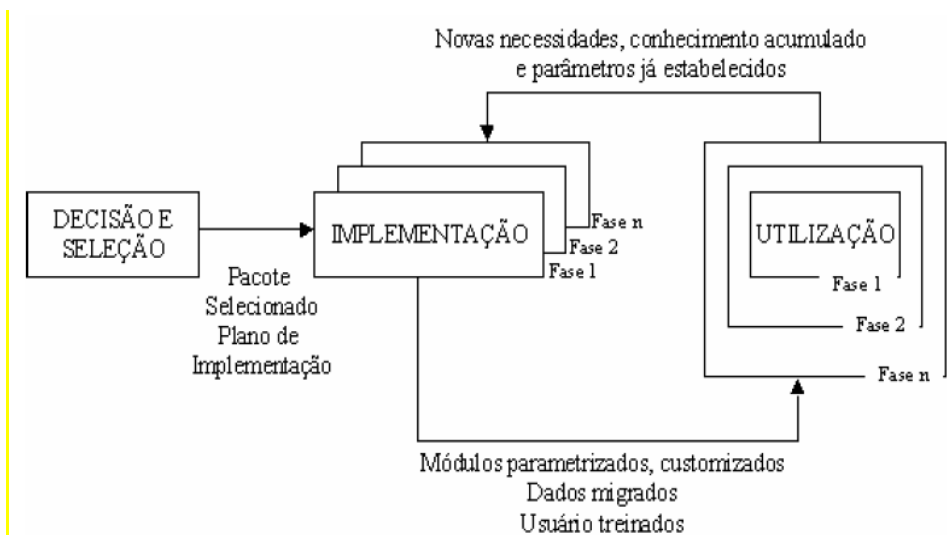 Novas necessidades, conhecimento acumulado
e parâmetros já estabelecidos
DECISÃO E
SELEÇÃO
Pacote
Selecionado
Plano de
Implementação
IMPLEMENTAÇÃO
Fase 1
Fase 2
Fase n
UTILIZAÇÃO
Fase 1
Fase 2
Fase n
Módulos parametrizados, customizados
Dados migrados
Usuário treinados